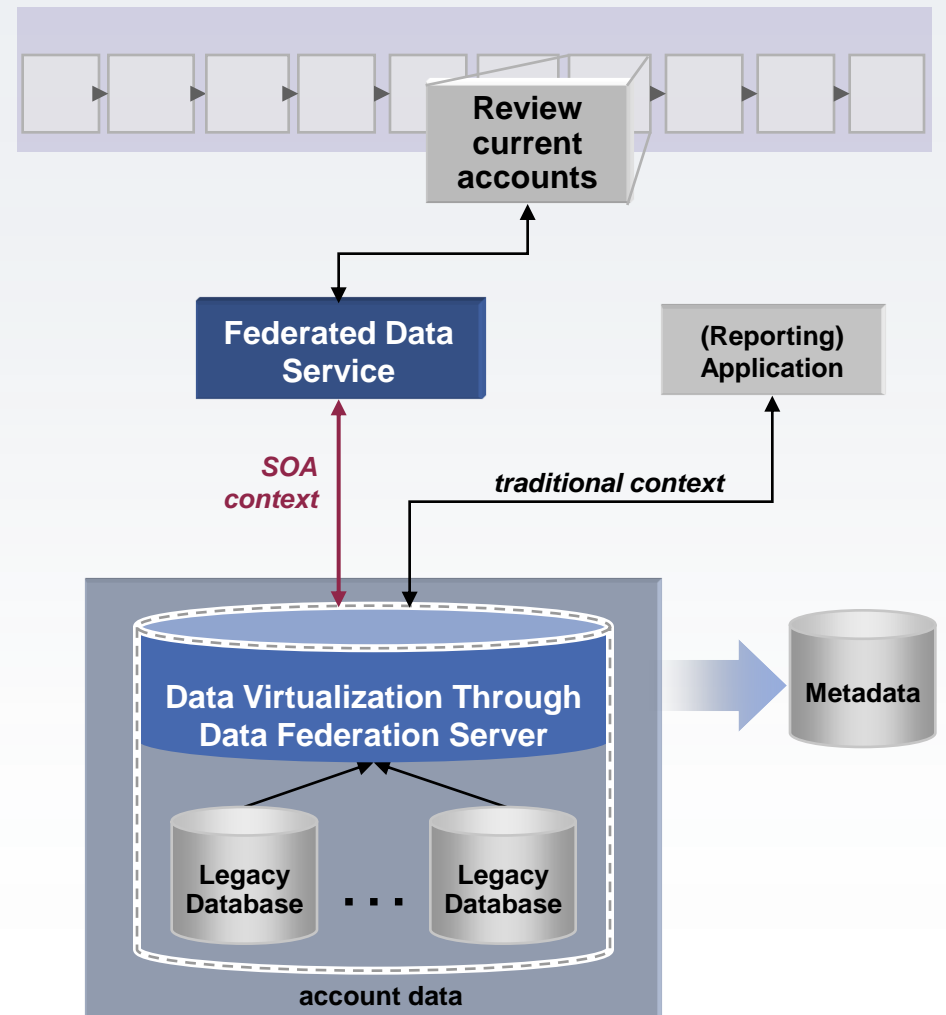 Review
current
accounts
Federated Data
Service
(Reporting)
Application
SOA
context
traditional context
Data Virtualization Through
Data Federation Server
Metadata
Legacy
Database
. . .
Legacy
Database
account data